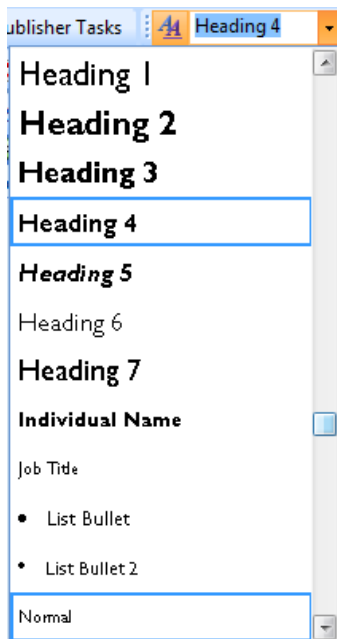 ublisher Tasks Heading 4
Heading 1
Heading 2
Heading 3
Heading 4
Heading 5
Heading 6
Heading 7
Individual Name
Job Title
• List Bullet
• List Bullet 2
Normal